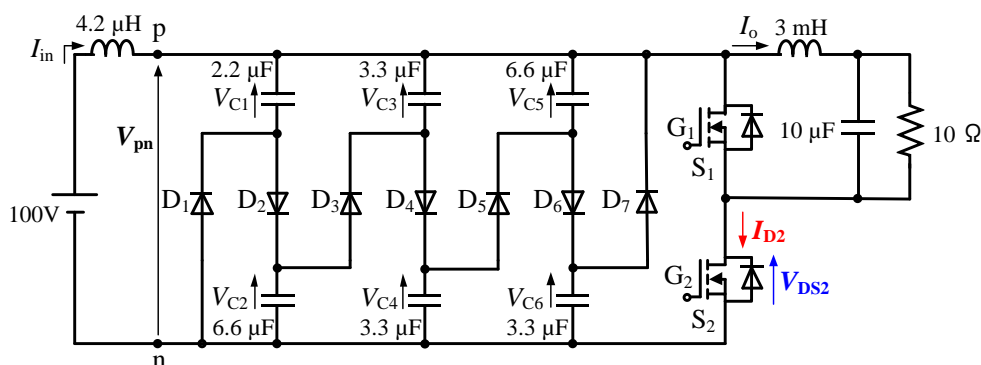 4.2 μH
p
I_in
I_o
3 mH
2.2 μF
3.3 μF
6.6 μF
V_C1
V_C3
V_C5
V_pn
G_1
S_1
10 μF
10 Ω
100V
D_1
D_2
D_3
D_4
D_5
D_6
D_7
I_D2
V_C2
V_C4
V_C6
G_2
V_DS2
S_2
6.6 μF
3.3 μF
3.3 μF
n